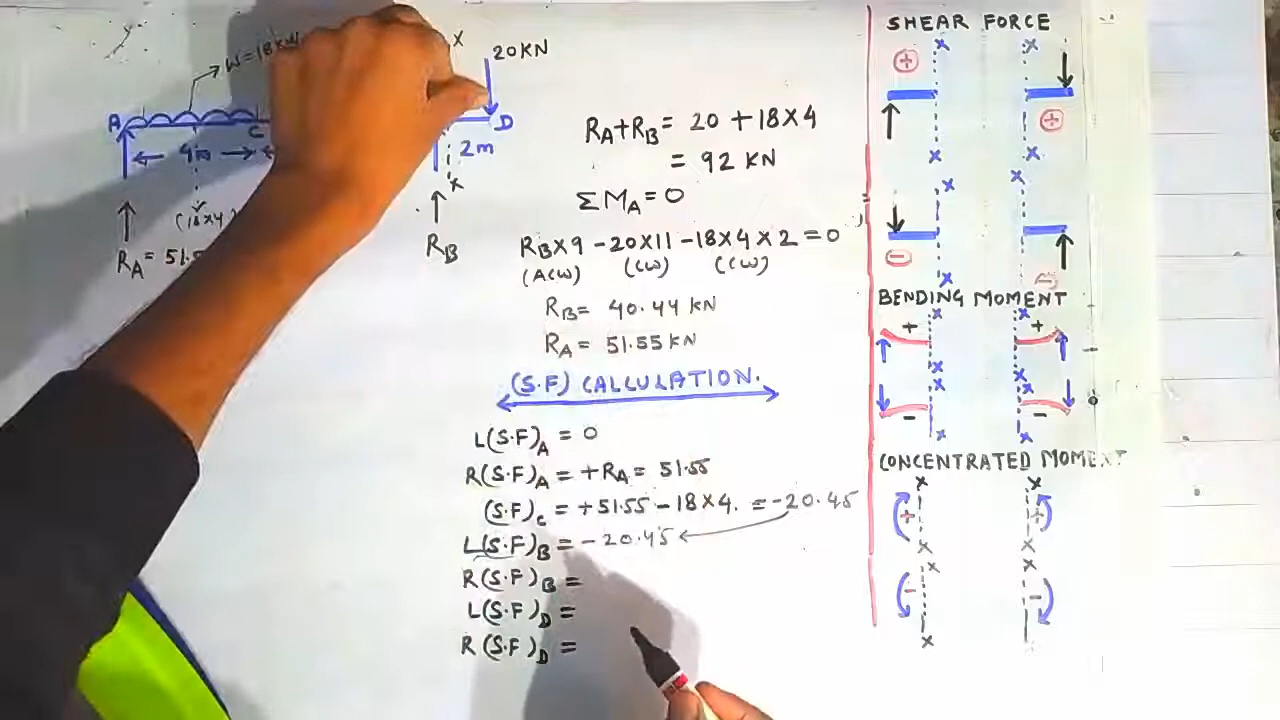 20KN
x
A
C
D
4m
2m
x
(18x4
RA = 51.5
RB
RA+RB = 20 + 18x4
= 92 KN
ΣMA=0
RBx9 -20x11 -18x4x2=0
(ACW) (CW) (CW)
RB= 40.44 KN
RA= 51.55 KN
(S.F) CALCULATION.
L(S.F)A = 0
R(S.F)A = +RA = 51.55
(S.F)C = +51.55 - 18x4. = -20.45
L(S.F)B = -20.45
R(S.F)B =
L(S.F)D =
R(S.F)D =
SHEAR FORCE
x x
+
+
x x
x x
-
-
x
BENDING MOMENT
x x
+ +
x x
x x
- -
x x
CONCENTRATED MOMENT
x x
+ +
x x
x x
- -
x